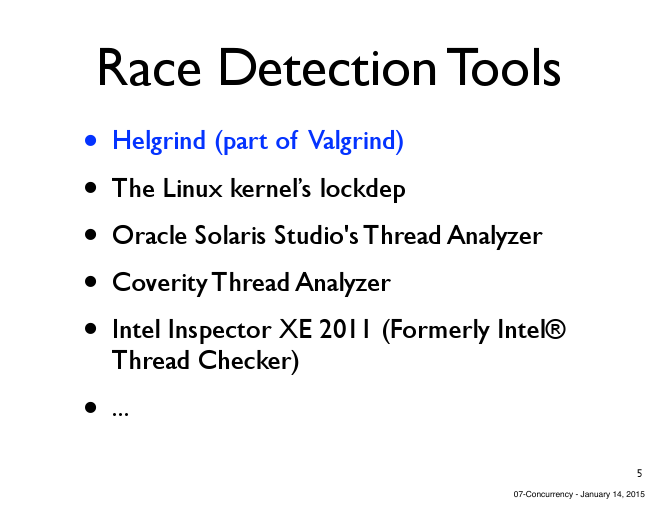 Race Detection Tools
• Helgrind (part of Valgrind)
• The Linux kernel’s lockdep
• Oracle Solaris Studio's Thread Analyzer
• Coverity Thread Analyzer
• Intel Inspector XE 2011 (Formerly Intel®
Thread Checker)
• ...
5
07-Concurrency - January 14, 2015